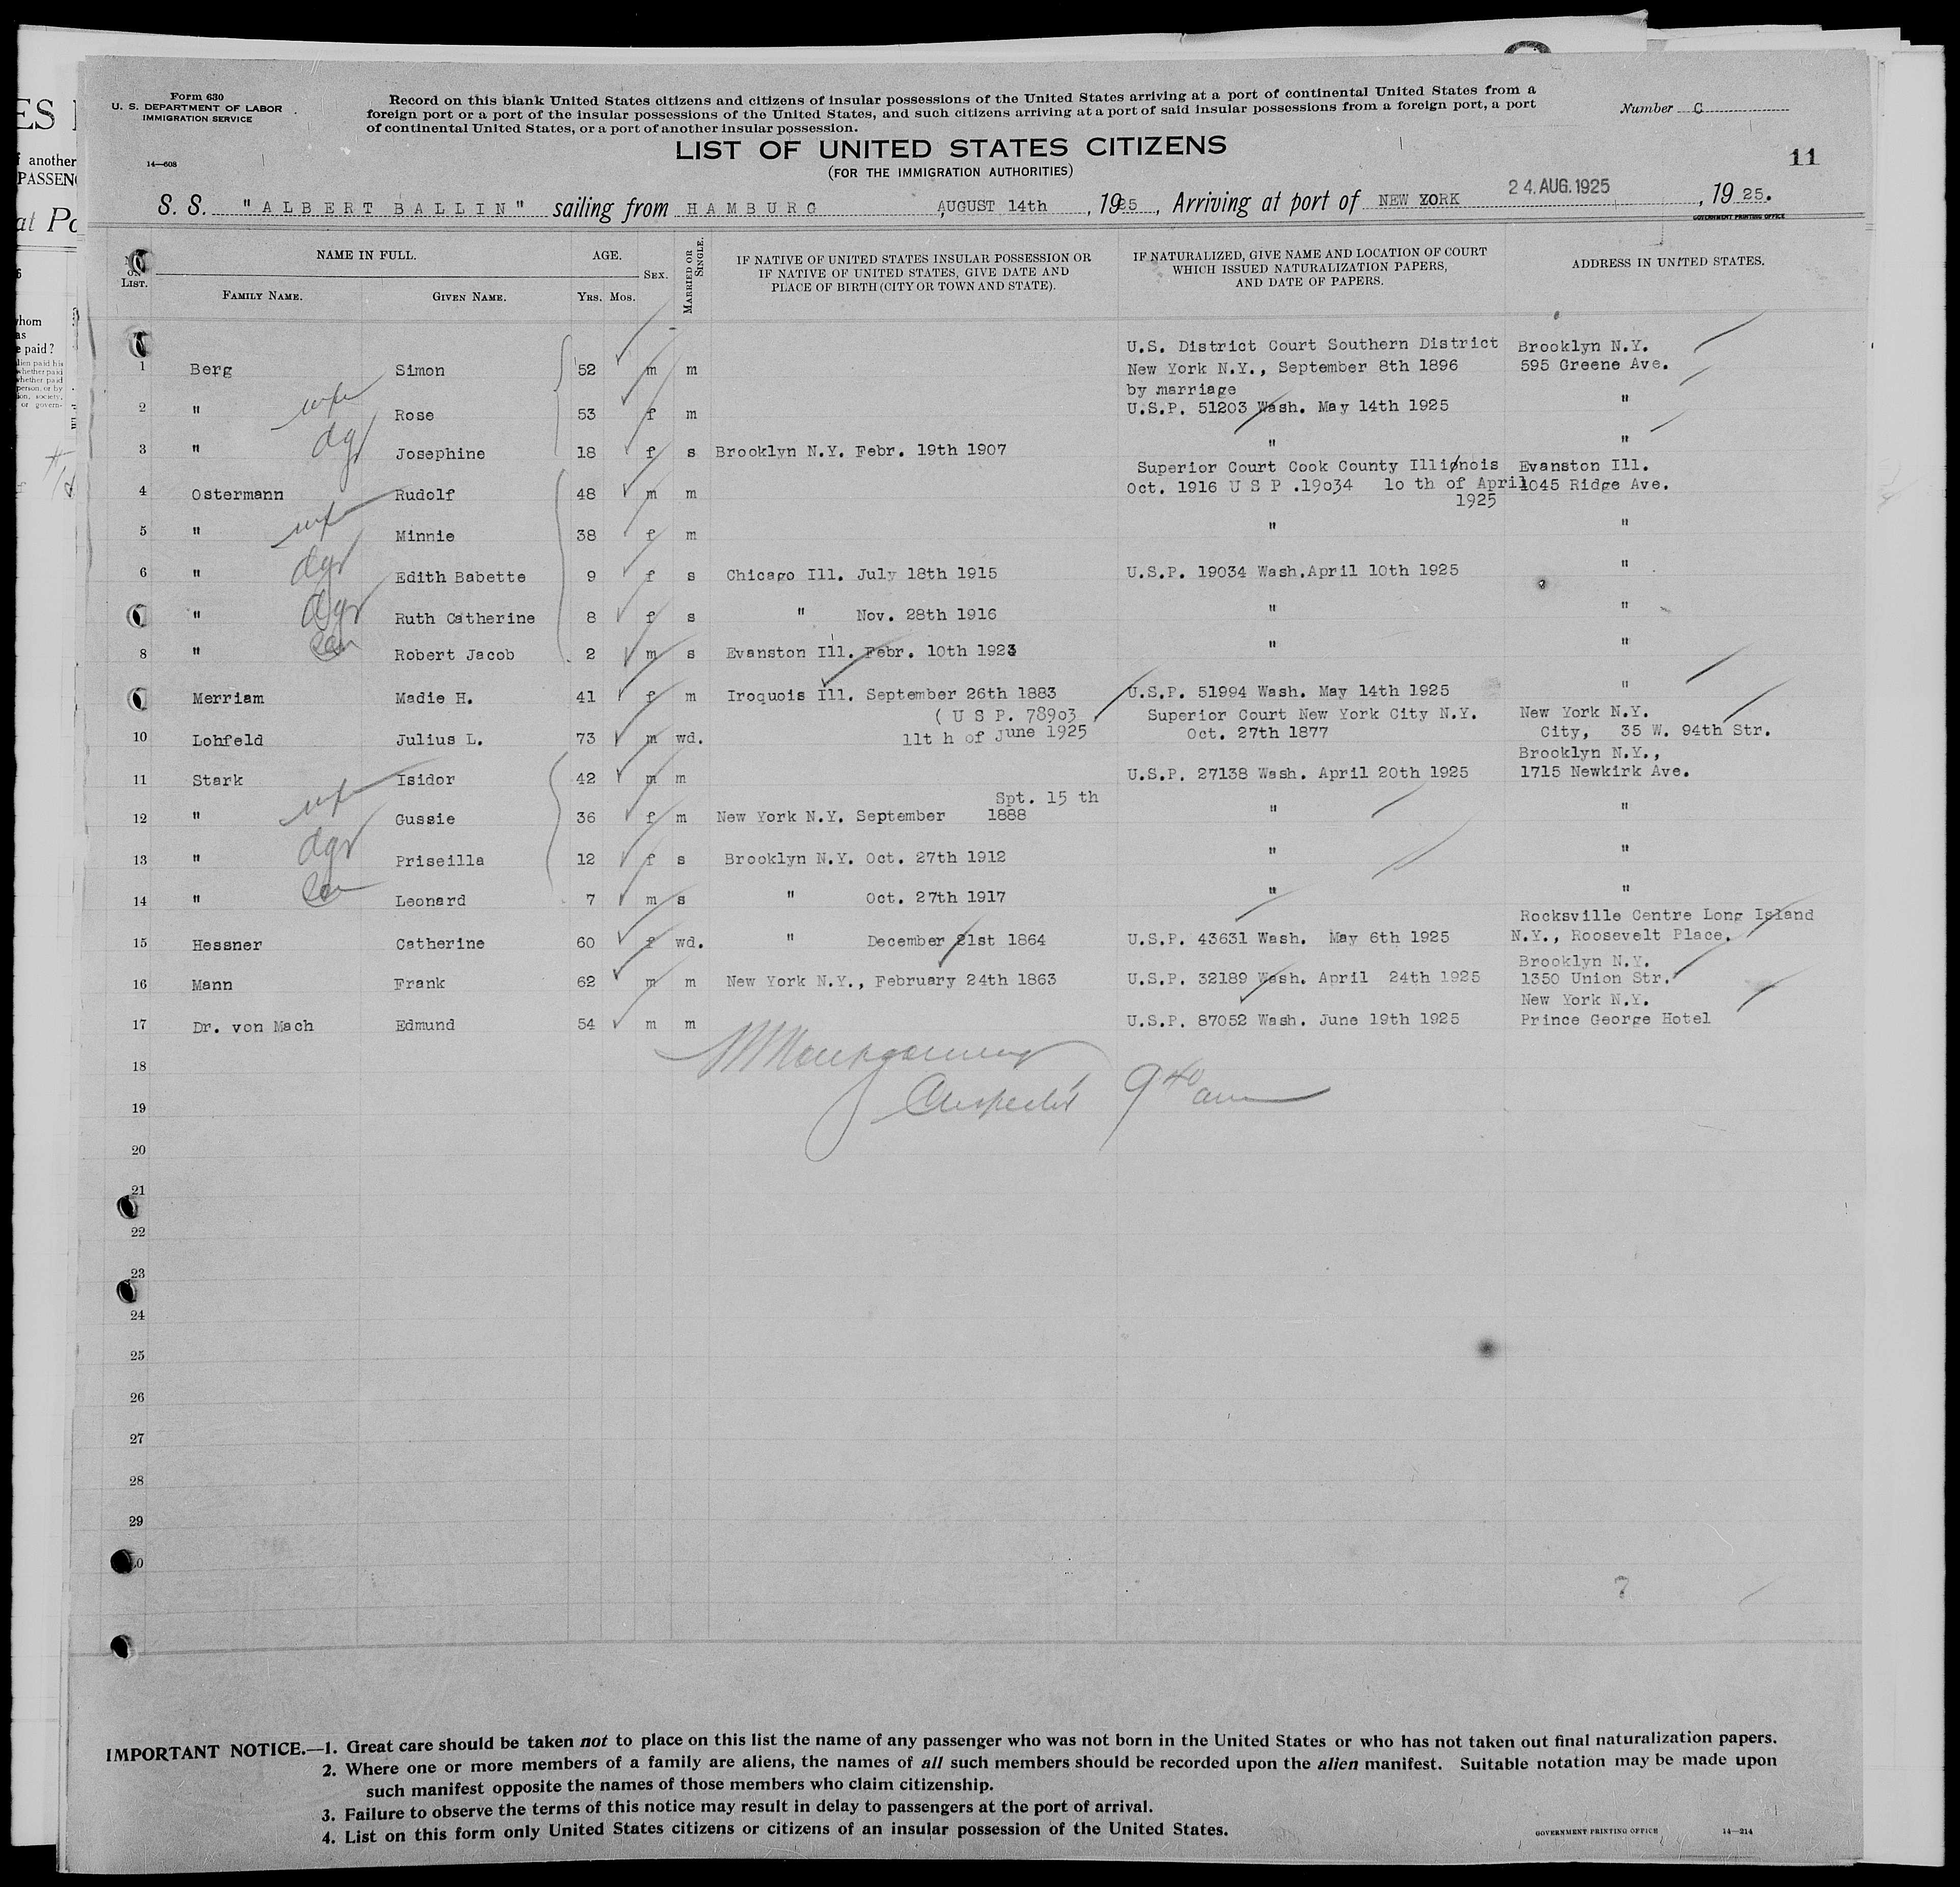 Form 630
U. S. DEPARTMENT OF LABOR
IMMIGRATION SERVICE
14—608
Record on this blank United States citizens and citizens of insular possessions of the United States arriving at a port of continental United States from a
foreign port or a port of the insular possessions of the United States, and such citizens arriving at a port of said insular possessions from a foreign port, a port
of continental United States, or a port of another insular possession.
Number C
LIST OF UNITED STATES CITIZENS
(FOR THE IMMIGRATION AUTHORITIES)
11
S. S. "ALBERT BALLIN" sailing from HAMBURG AUGUST 14th, 1925, Arriving at port of NEW YORK 24.AUG.1925, 1925.
GOVERNMENT PRINTING OFFICE
No. ON LIST. NAME IN FULL. AGE. SEX. MARRIED OR SINGLE. IF NATIVE OF UNITED STATES INSULAR POSSESSION OR IF NATIVE OF UNITED STATES, GIVE DATE AND PLACE OF BIRTH (CITY OR TOWN AND STATE). IF NATURALIZED, GIVE NAME AND LOCATION OF COURT WHICH ISSUED NATURALIZATION PAPERS, AND DATE OF PAPERS. ADDRESS IN UNITED STATES.
FAMILY NAME. GIVEN NAME. YRS. MOS.
U.S. District Court Southern District Brooklyn N.Y.
1 Berg Simon 52 m m New York N.Y., September 8th 1896 595 Greene Ave.
by marriage
2 " wife Rose 53 f m U.S.P. 51203 Wash. May 14th 1925 "
3 " dgr Josephine 18 f s Brooklyn N.Y. Febr. 19th 1907 " "
Superior Court Cook County Illinois Evanston Ill.
4 Ostermann Rudolf 48 m m Oct. 1916 U S P .19034 10 th of April 1045 Ridge Ave.
1925
5 " wife Minnie 38 f m " "
6 " dgr Edith Babette 9 f s Chicago Ill. July 18th 1915 U.S.P. 19034 Wash.April 10th 1925 "
" dgr Ruth Catherine 8 f s " Nov. 28th 1916 " "
8 " son Robert Jacob 2 m s Evanston Ill. Febr. 10th 1923 " "
Merriam Madie H. 41 f m Iroquois Ill. September 26th 1883 U.S.P. 51994 Wash. May 14th 1925 "
( U S P. 78903 Superior Court New York City N.Y. New York N.Y.
10 Lohfeld Julius L. 73 m wd. 11t h of June 1925 Oct. 27th 1877 City, 35 W. 94th Str.
Brooklyn N.Y.,
11 Stark Isidor 42 m m U.S.P. 27138 Wash. April 20th 1925 1715 Newkirk Ave.
Spt. 15 th
12 " wife Gussie 36 f m New York N.Y. September 1888 " "
13 " dgr Priseilla 12 f s Brooklyn N.Y. Oct. 27th 1912 " "
14 " son Leonard 7 m s " Oct. 27th 1917 " "
Rocksville Centre Long Island
15 Hessner Catherine 60 f wd. " December 21st 1864 U.S.P. 43631 Wash. May 6th 1925 N.Y., Roosevelt Place.
Brooklyn N.Y.
16 Mann Frank 62 m m New York N.Y., February 24th 1863 U.S.P. 32189 Wash. April 24th 1925 1350 Union Str.
New York N.Y.
17 Dr. von Mach Edmund 54 m m U.S.P. 87052 Wash. June 19th 1925 Prince George Hotel
18 Montgomery
19 Inspector 9 40 am
20
21
22
23
24
25
26
27
28
29
7
IMPORTANT NOTICE.—1. Great care should be taken not to place on this list the name of any passenger who was not born in the United States or who has not taken out final naturalization papers.
2. Where one or more members of a family are aliens, the names of all such members should be recorded upon the alien manifest. Suitable notation may be made upon
such manifest opposite the names of those members who claim citizenship.
3. Failure to observe the terms of this notice may result in delay to passengers at the port of arrival.
4. List on this form only United States citizens or citizens of an insular possession of the United States.
GOVERNMENT PRINTING OFFICE 14—214